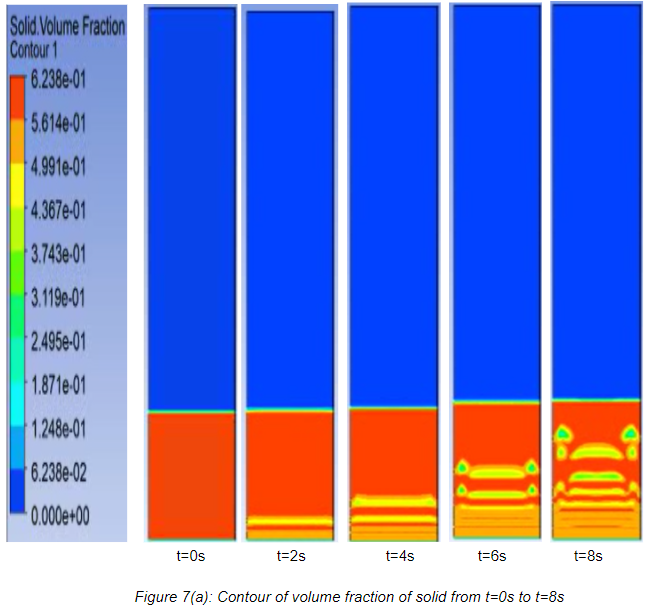 Solid.Volume Fraction
Contour 1
6.238e-01
5.614e-01
4.991e-01
4.367e-01
3.743e-01
3.119e-01
2.495e-01
1.871e-01
1.248e-01
6.238e-02
0.000e+00
t=0s t=2s t=4s t=6s t=8s
Figure 7(a): Contour of volume fraction of solid from t=0s to t=8s